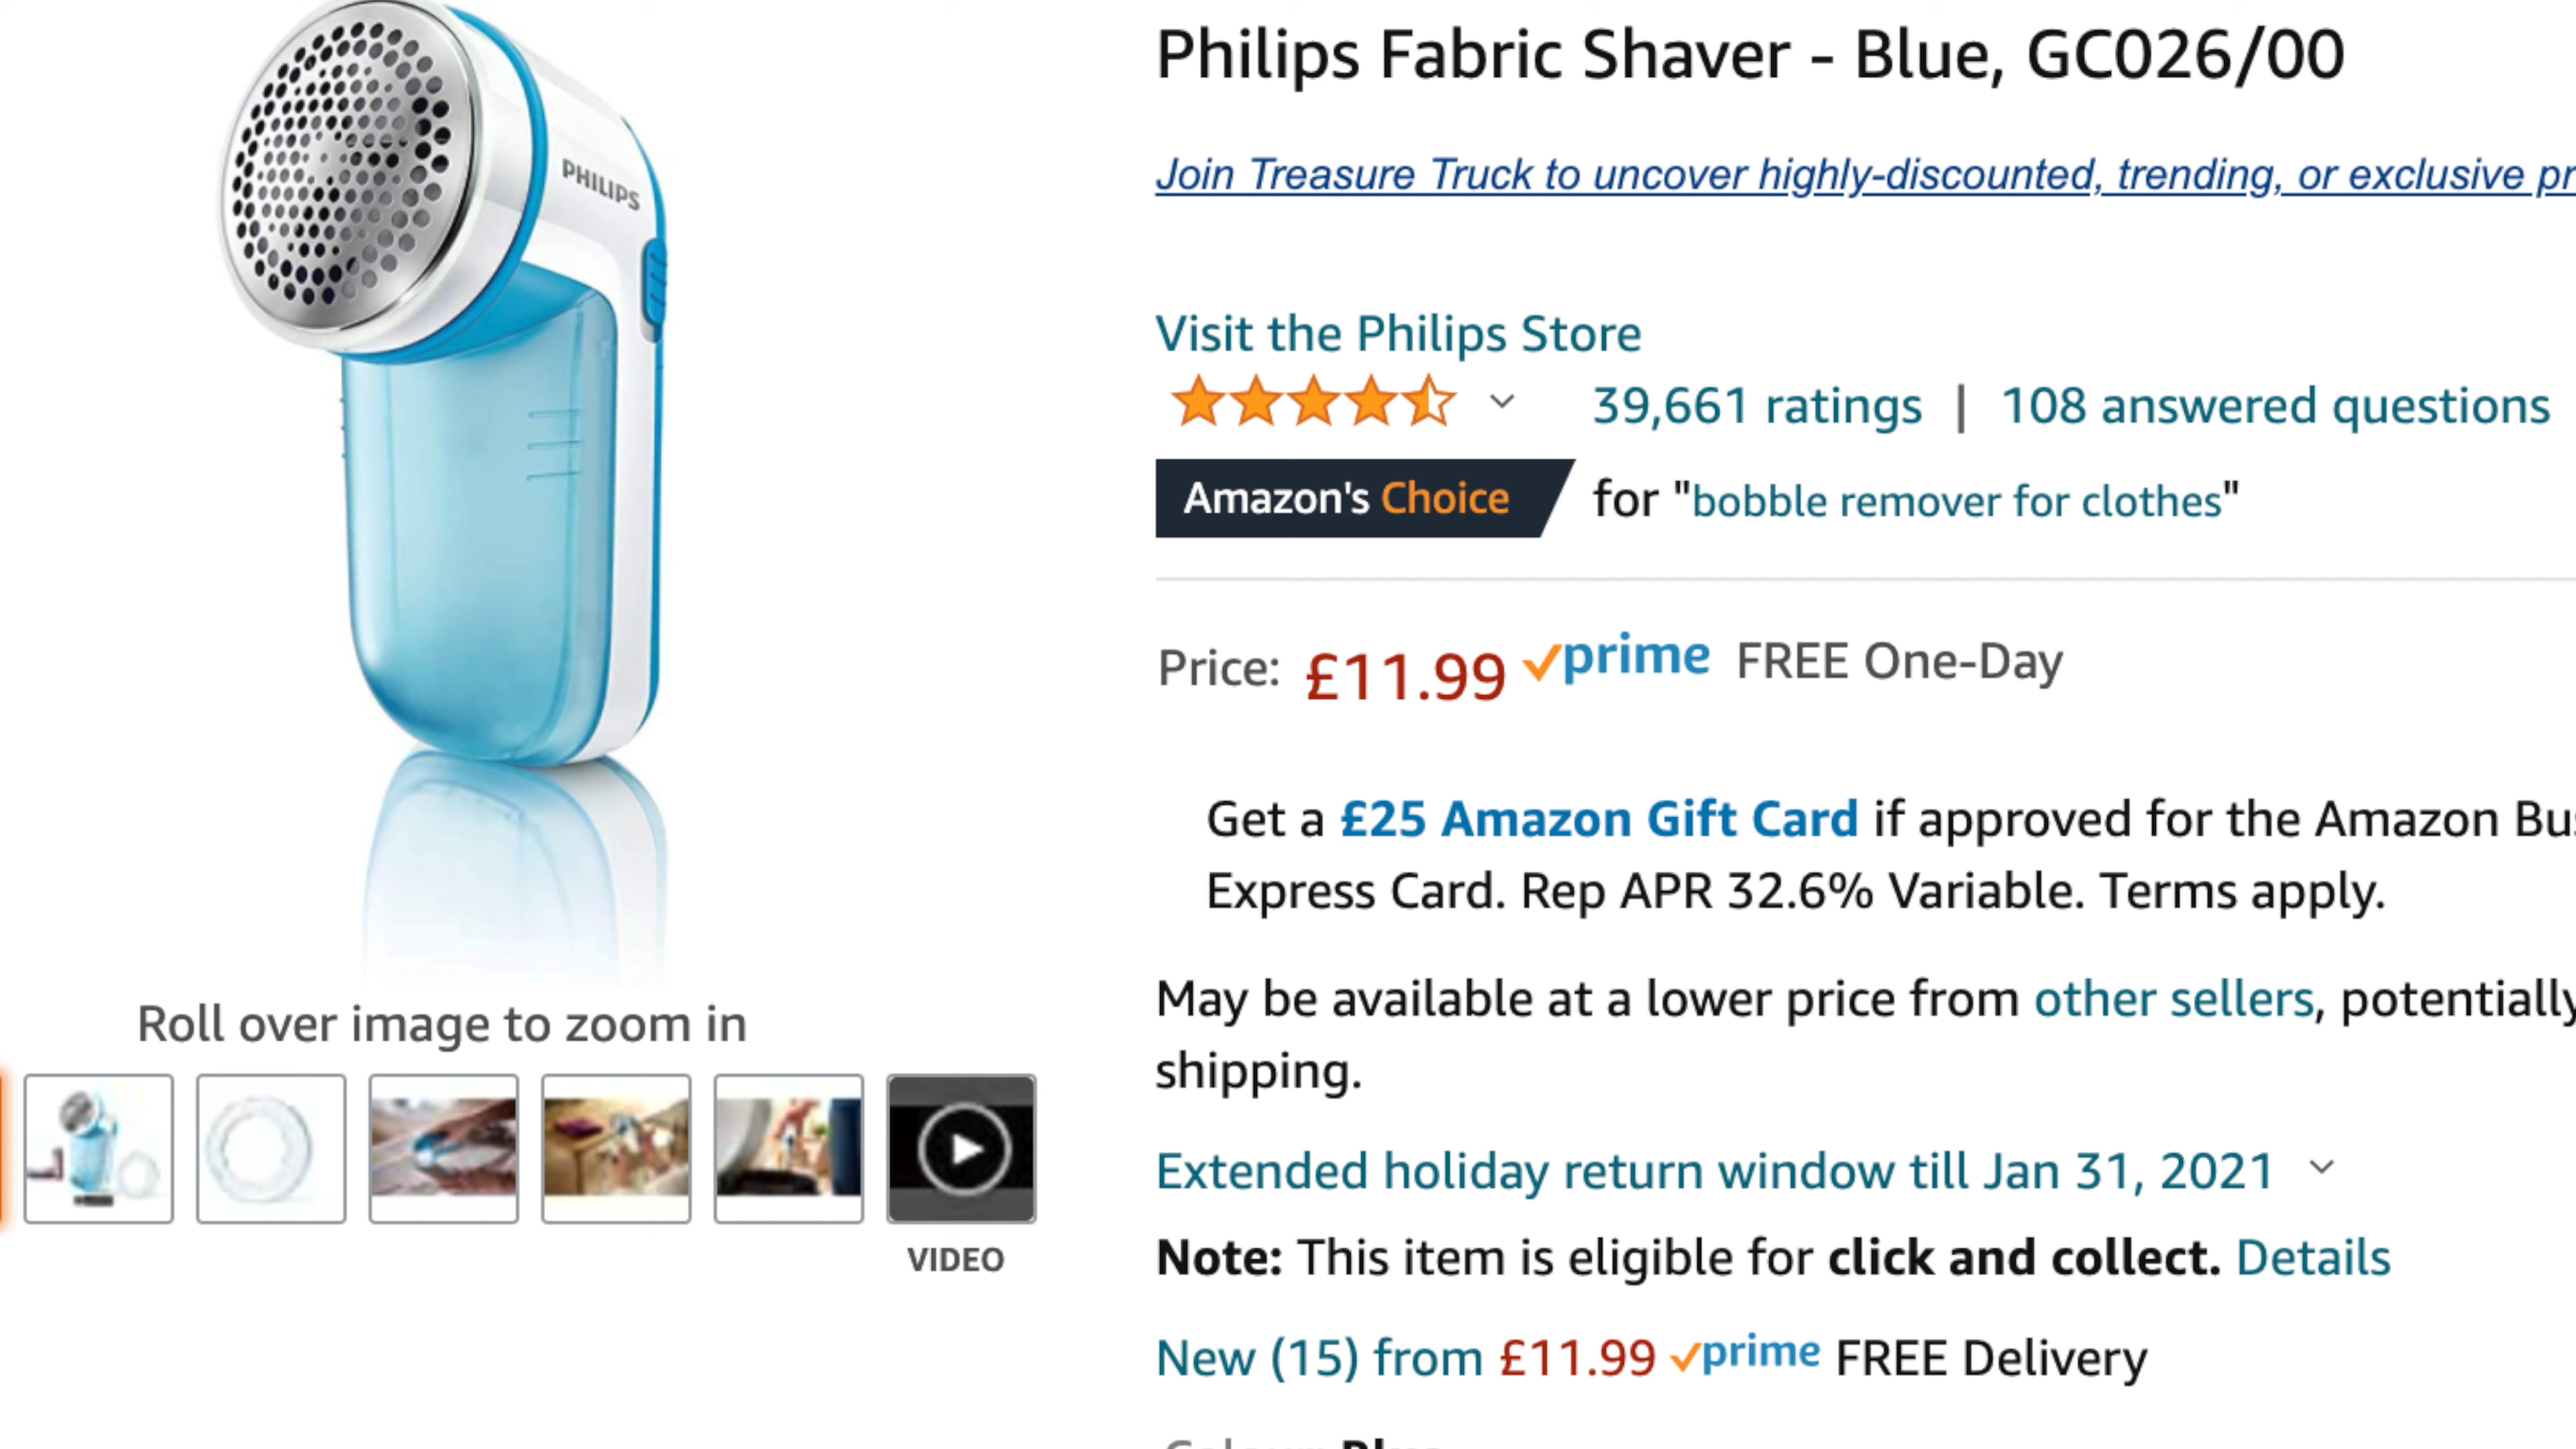 Philips Fabric Shaver - Blue, GC026/00
Join Treasure Truck to uncover highly-discounted, trending, or exclusive pr
PHILIPS
Visit the Philips Store
39,661 ratings | 108 answered questions
Amazon's Choice for "bobble remover for clothes"
Price: £11.99 prime FREE One-Day
Get a £25 Amazon Gift Card if approved for the Amazon Bus
Express Card. Rep APR 32.6% Variable. Terms apply.
May be available at a lower price from other sellers, potentially
shipping.
Roll over image to zoom in
VIDEO
Extended holiday return window till Jan 31, 2021
Note: This item is eligible for click and collect. Details
New (15) from £11.99 prime FREE Delivery